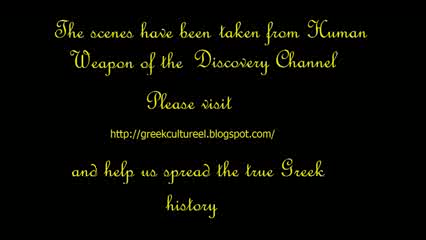 The scenes have been taken from Human
Weapon of the Discovery Channel
Please visit
http://greekcultureel.blogspot.com/
and help us spread the true Greek
history